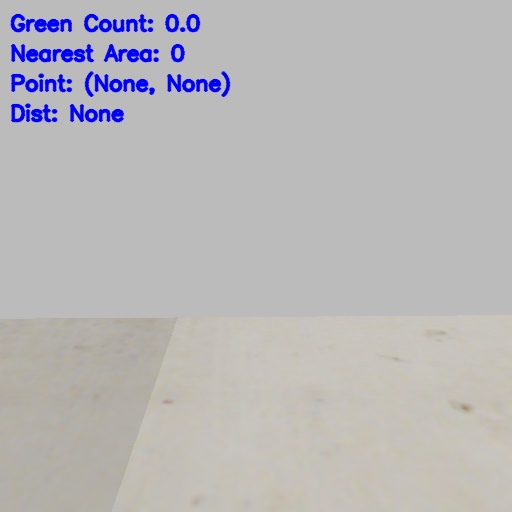 Green Count: 0.0
Nearest Area: 0
Point: (None, None)
Dist: None